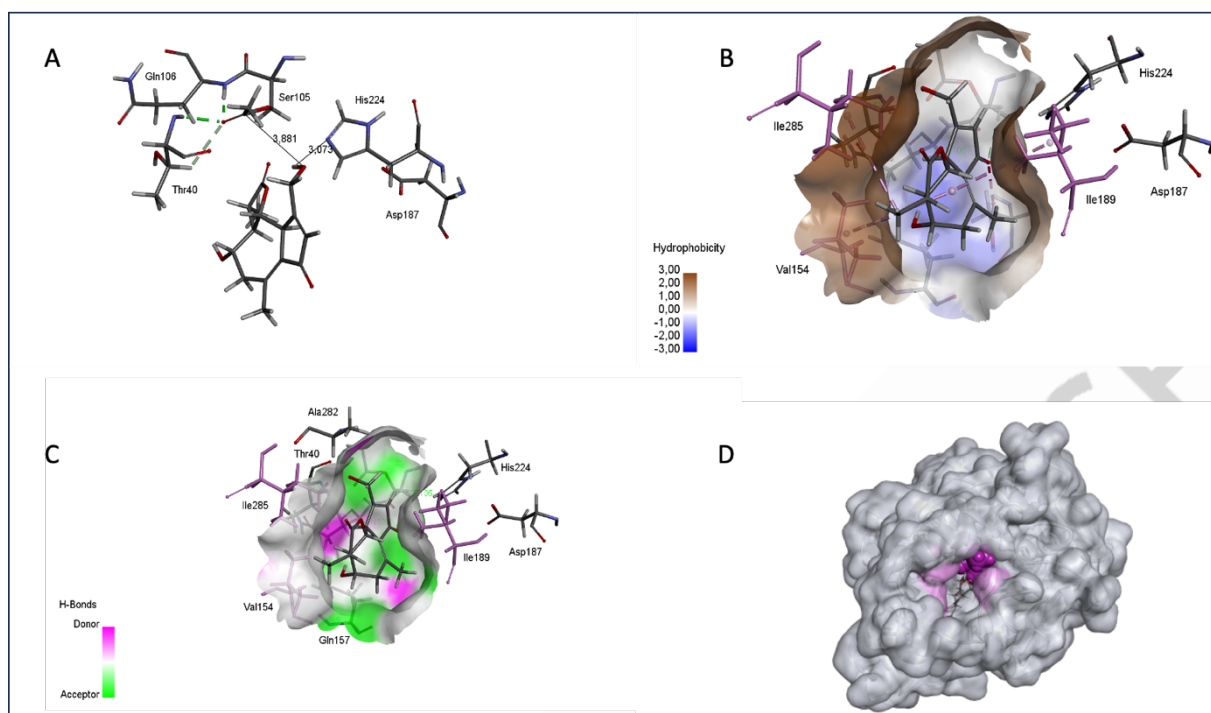 A
Gln106
Ser105
His224
3,881
3,073
Thr40
Asp187
B
His224
Ile285
Asp187
Ile189
Val154
Hydrophobicity
3,00
2,00
1,00
0,00
-1,00
-2,00
-3,00
C
Ala282
Thr40
His224
Ile285
Asp187
Ile189
Val154
Gln157
H-Bonds
Donor
Acceptor
D